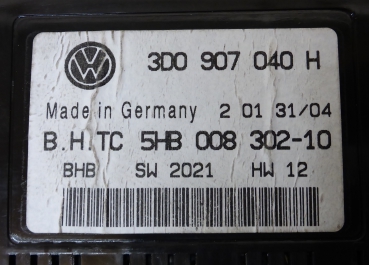 3D0 907 040 H
Made in Germany 2 01 31/04
B.H.TC 5HB 008 302-10
BHB SW 2021 HW 12